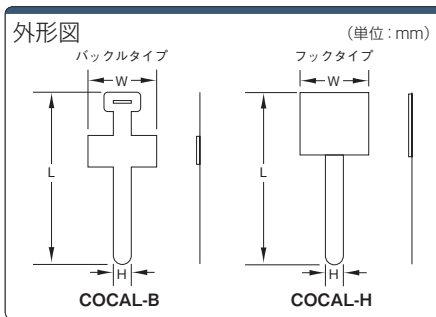 外形図 （単位：mm）
バックルタイプ フックタイプ
W W
L L
H H
COCAL-B COCAL-H